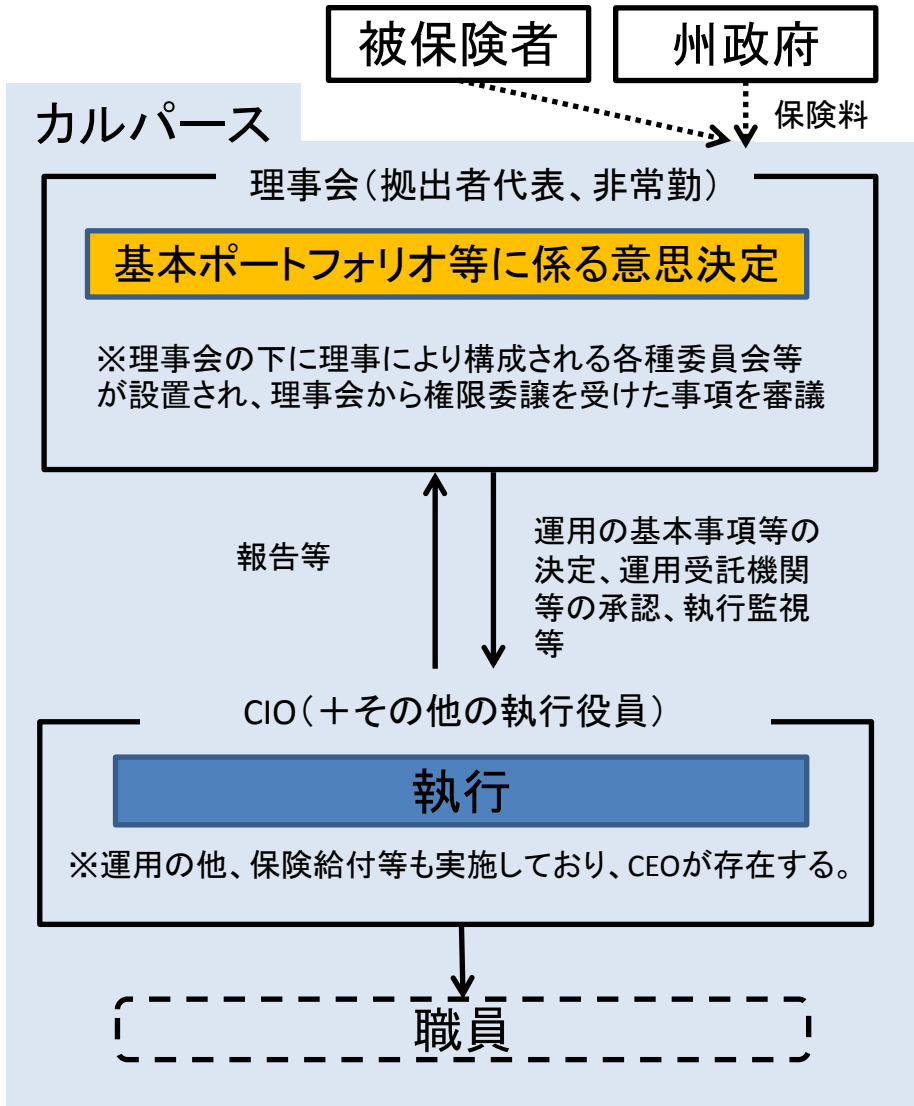 被保険者
州政府
保険料
カルパース
理事会（拠出者代表、非常勤）
基本ポートフォリオ等に係る意思決定
※理事会の下に理事により構成される各種委員会等
が設置され、理事会から権限委譲を受けた事項を審議
報告等
運用の基本事項等の
決定、運用受託機関
等の承認、執行監視
等
CIO（＋その他の執行役員）
執行
※運用の他、保険給付等も実施しており、CEOが存在する。
職員